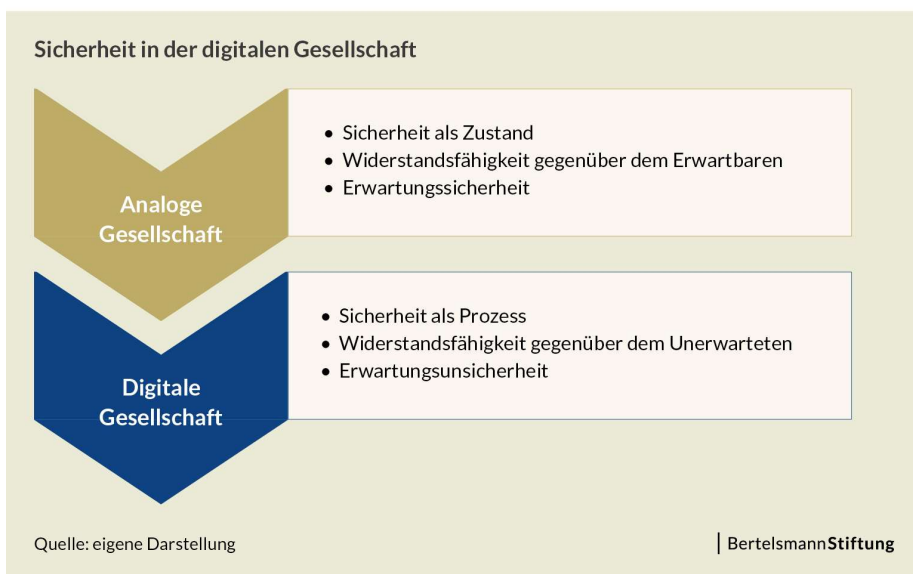 Sicherheit in der digitalen Gesellschaft
Analoge
Gesellschaft
• Sicherheit als Zustand
• Widerstandsfähigkeit gegenüber dem Erwartbaren
• Erwartungssicherheit
Digitale
Gesellschaft
• Sicherheit als Prozess
• Widerstandsfähigkeit gegenüber dem Unerwarteten
• Erwartungsunsicherheit
Quelle: eigene Darstellung
| BertelsmannStiftung